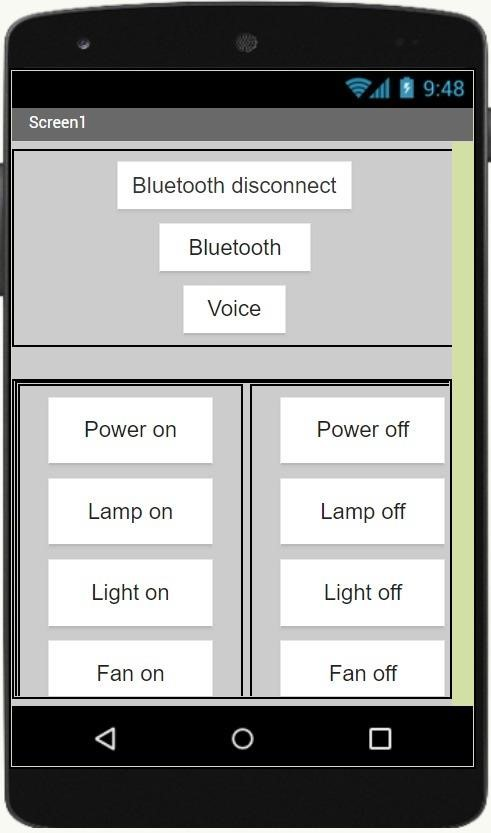 9:48
Screen1
Bluetooth disconnect
Bluetooth
Voice
Power on Power off
Lamp on Lamp off
Light on Light off
Fan on Fan off